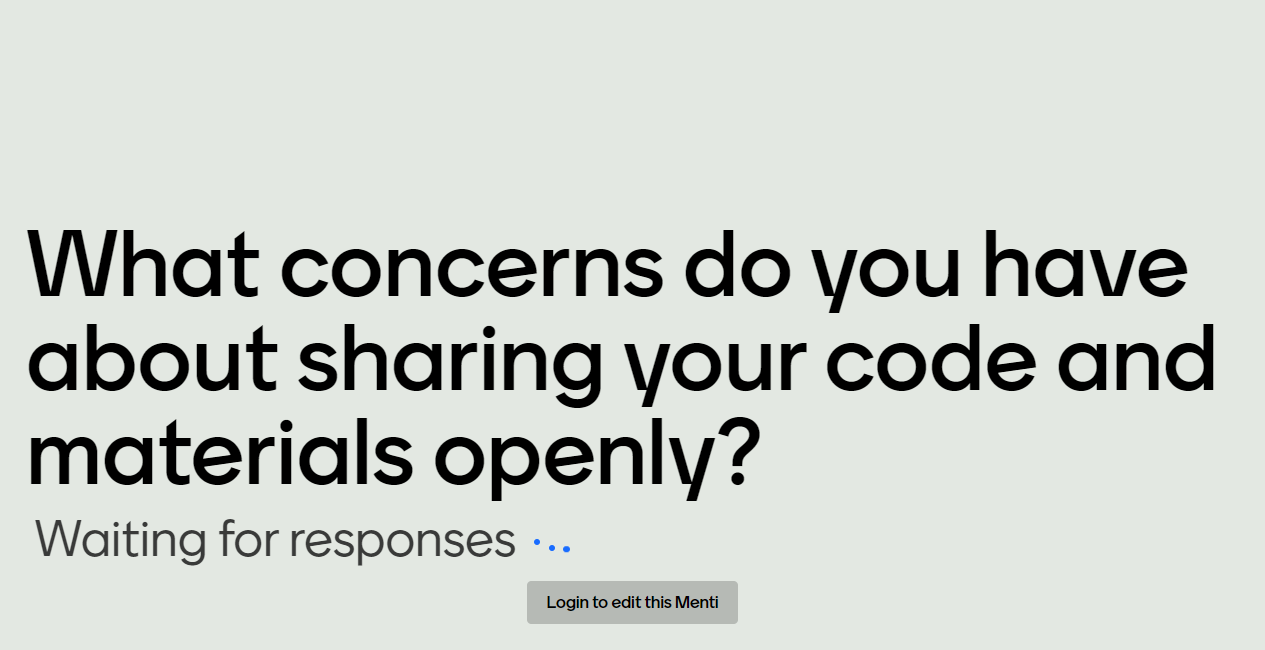 What concerns do you have
about sharing your code and
materials openly?
Waiting for responses
Login to edit this Menti